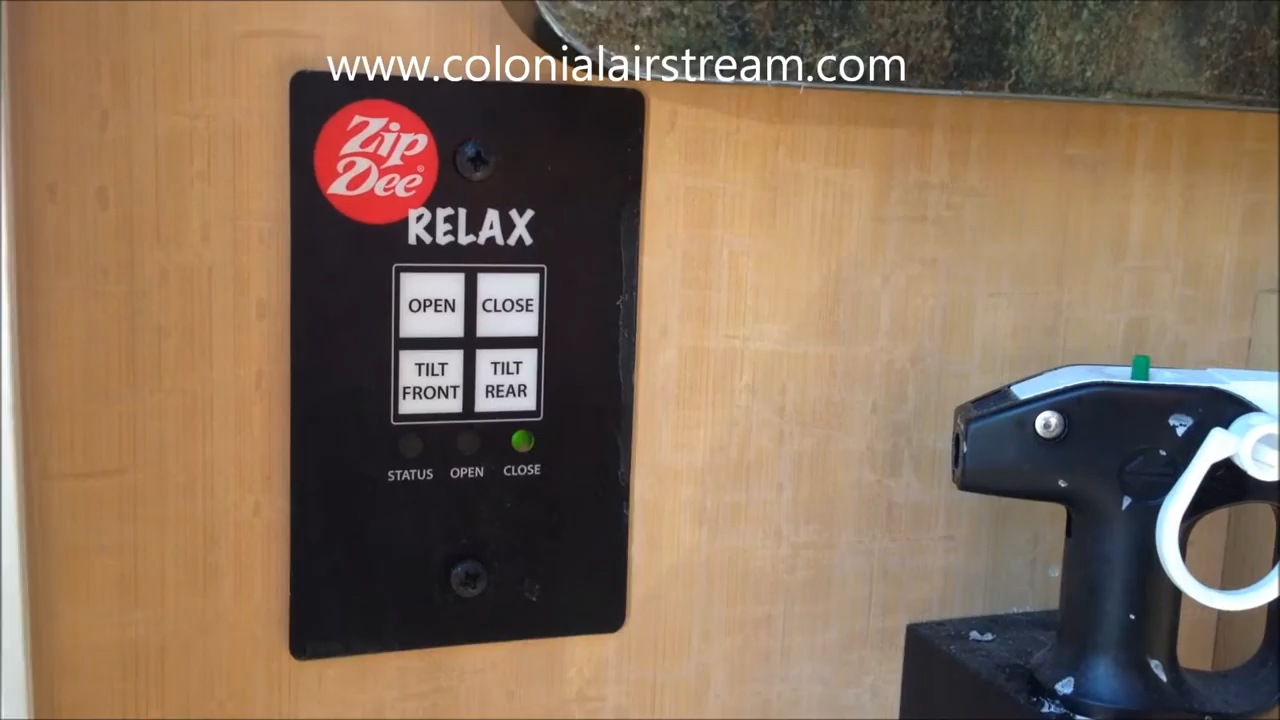 www.colonialairstream.com
Zip
Dee®
RELAX
OPEN CLOSE
TILT
FRONT
TILT
REAR
STATUS OPEN CLOSE